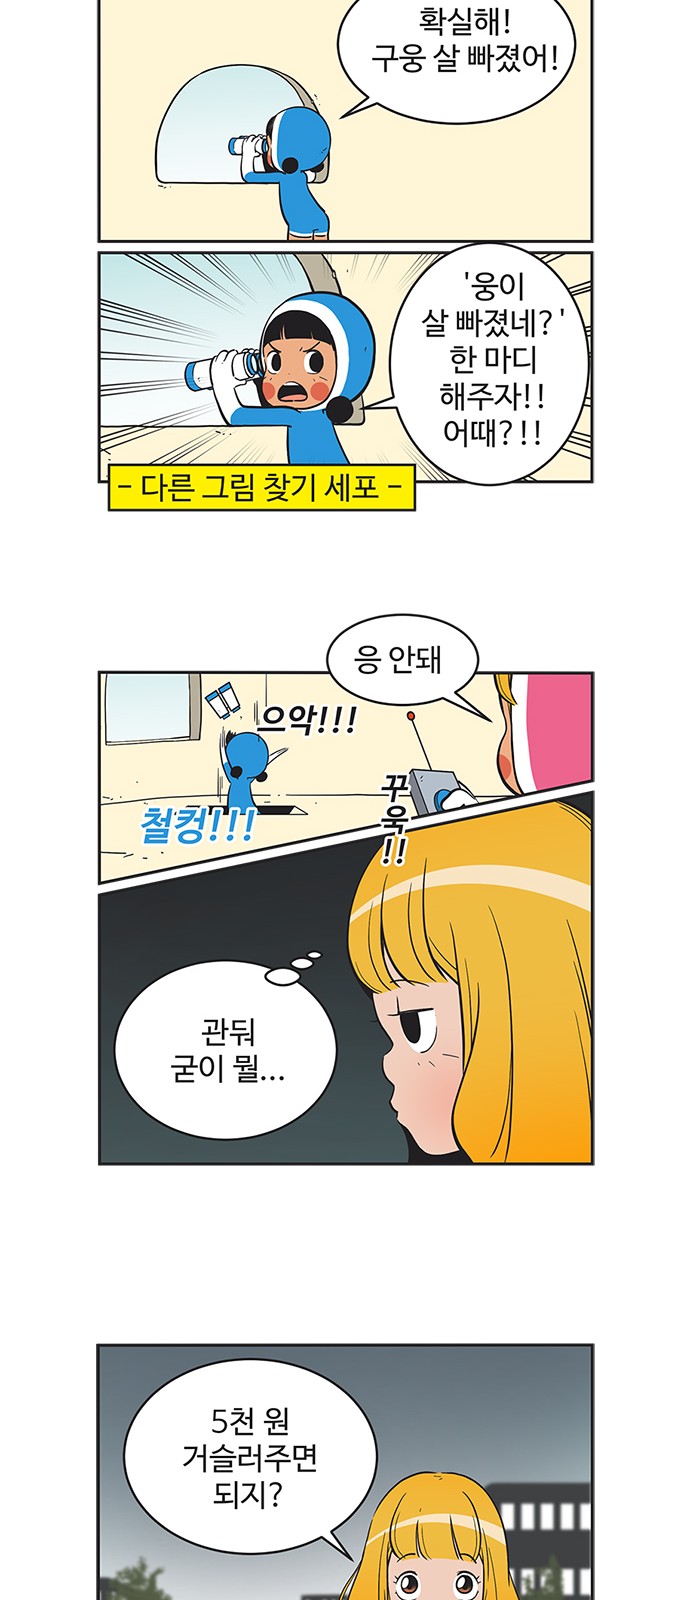 확실해!
구웅 살 빠졌어!
'웅이
살 빠졌네?'
한 마디
해주자!!
어때?!!
- 다른 그림 찾기 세포 -
응 안돼
으악!!!
철컹!!!
꾸욱!!
관둬
굳이 뭘...
5천 원
거슬러주면
되지?